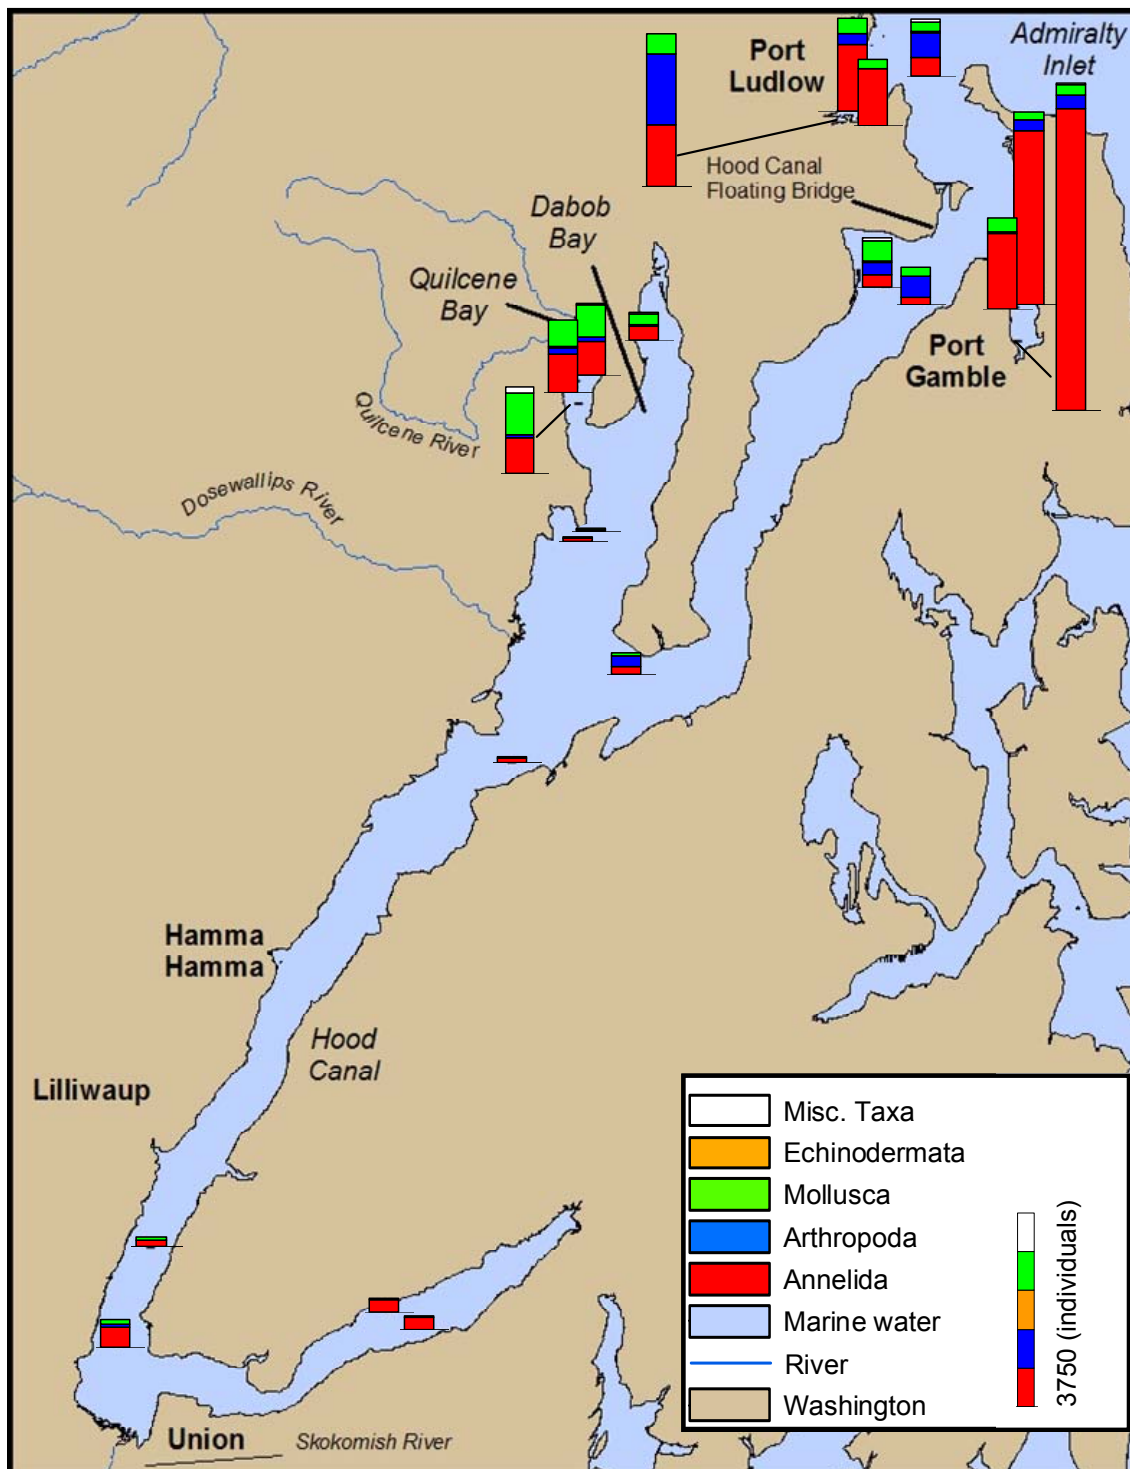 Admiralty
Inlet
Port
Ludlow
Hood Canal
Floating Bridge
Dabob
Bay
Quilcene
Bay
Port
Gamble
Quilcene River
Dosewallips River
Hamma
Hamma
Hood
Canal
Lilliwaup
Union
Skokomish River
Misc. Taxa
Echinodermata
Mollusca
Arthropoda
Annelida
Marine water
River
Washington
3750 (individuals)